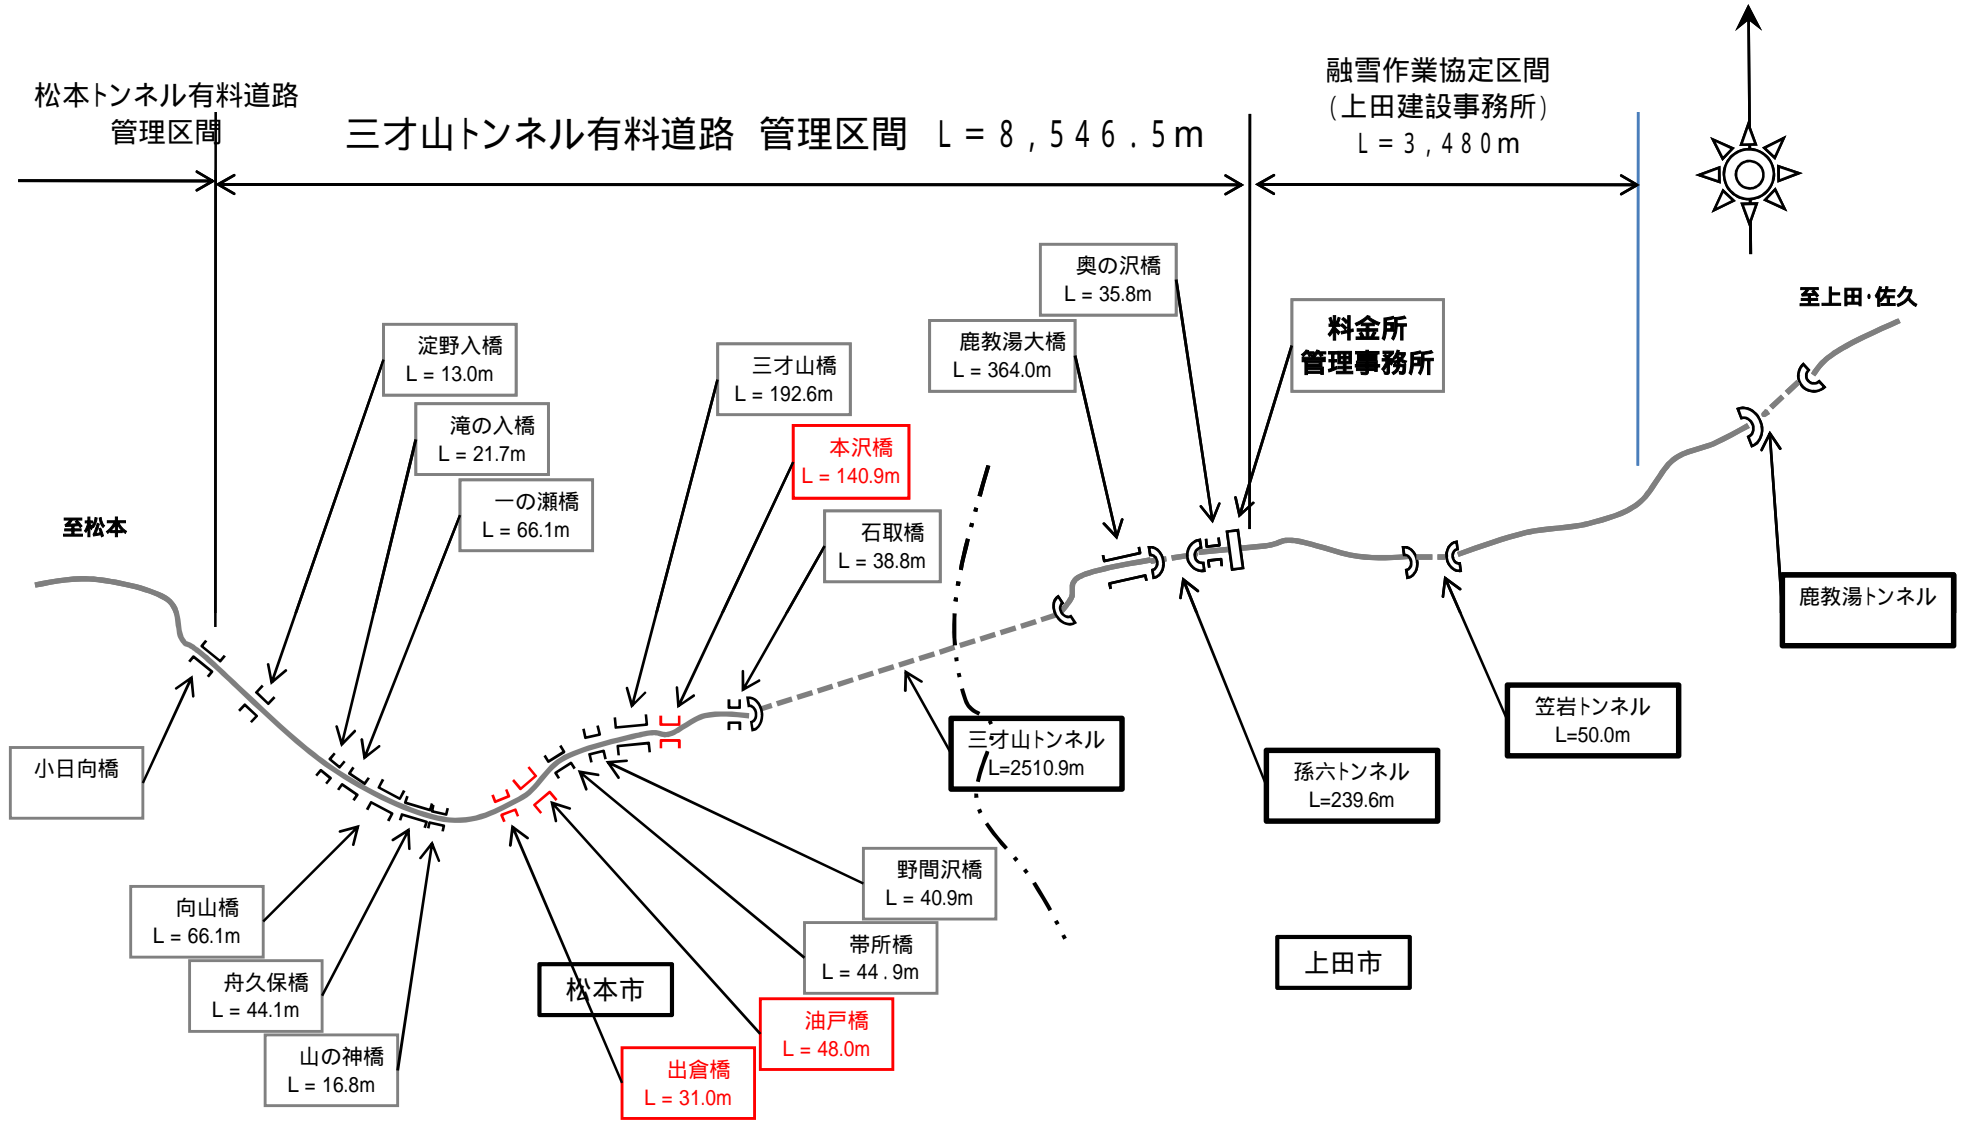 松本トンネル有料道路
管理区間
三才山トンネル有料道路 管理区間 L=8,546.5m
融雪作業協定区間
(上田建設事務所)
L=3,480m
奥の沢橋
L = 35.8m
至上田・佐久
料金所
管理事務所
鹿教湯大橋
L = 364.0m
淀野入橋
L = 13.0m
三才山橋
L = 192.6m
滝の入橋
L = 21.7m
本沢橋
L = 140.9m
一の瀬橋
L = 66.1m
石取橋
L = 38.8m
至松本
鹿教湯トンネル
笠岩トンネル
L=50.0m
三才山トンネル
L=2510.9m
小日向橋
孫六トンネル
L=239.6m
野間沢橋
L = 40.9m
向山橋
L = 66.1m
帯所橋
L = 44.9m
舟久保橋
L = 44.1m
松本市
上田市
油戸橋
L = 48.0m
山の神橋
L = 16.8m
出倉橋
L = 31.0m